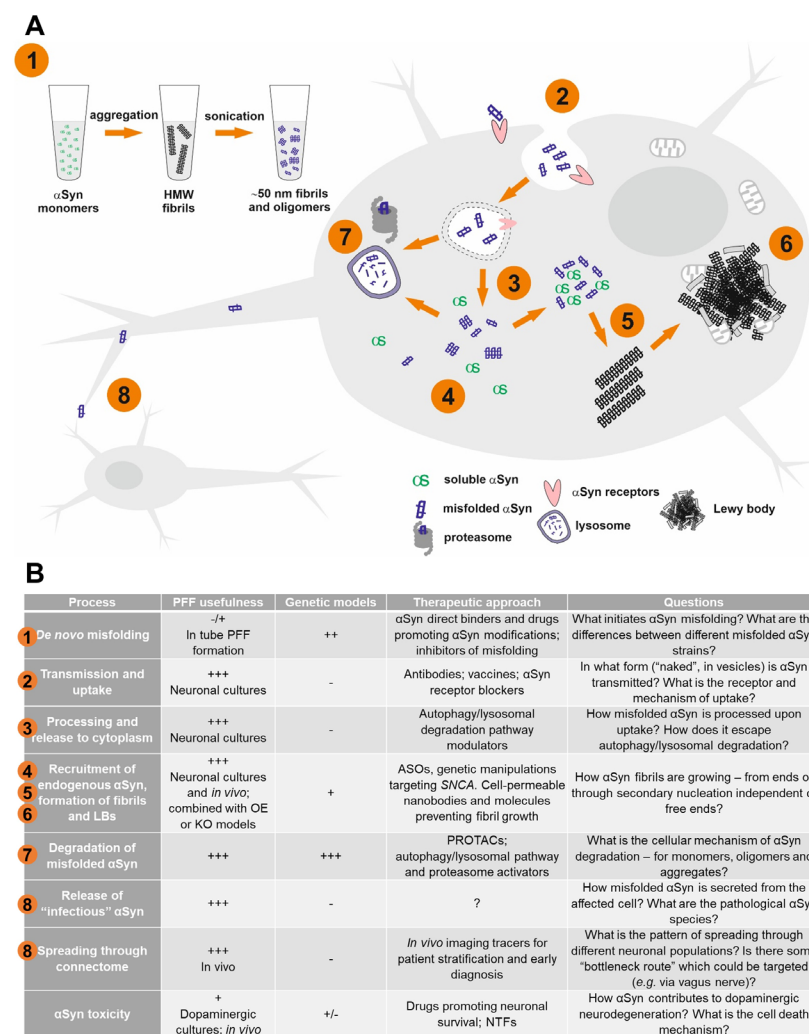 A
1
aggregation
sonication
αSyn
monomers
HMW
fibrils
~50 nm fibrils
and oligomers
2
7
3
6
αS
αS
αS
αS
αS
αS
αS
αS
5
4
8
αS soluble αSyn
misfolded αSyn
proteasome
αSyn receptors
lysosome
Lewy body
B
Process PFF usefulness Genetic models Therapeutic approach Questions
1 De novo misfolding
-/+
In tube PFF
formation
++
αSyn direct binders and drugs
promoting αSyn modifications;
inhibitors of misfolding
What initiates αSyn misfolding? What are th
differences between different misfolded αSy
strains?
2 Transmission and
uptake
+++
Neuronal cultures
-
Antibodies; vaccines; αSyn
receptor blockers
In what form (“naked”, in vesicles) is αSyn
transmitted? What is the receptor and
mechanism of uptake?
3 Processing and
release to cytoplasm
+++
Neuronal cultures
-
Autophagy/lysosomal
degradation pathway
modulators
How misfolded αSyn is processed upon
uptake? How does it escape
autophagy/lysosomal degradation?
4 Recruitment of
endogenous αSyn,
5 formation of fibrils
6 and LBs
+++
Neuronal cultures
and in vivo;
combined with OE
or KO models
+
ASOs, genetic manipulations
targeting SNCA. Cell-permeable
nanobodies and molecules
preventing fibril growth
How αSyn fibrils are growing – from ends o
through secondary nucleation independent o
free ends?
7 Degradation of
misfolded αSyn
+++
+++
PROTACs;
autophagy/lysosomal pathway
and proteasome activators
What is the cellular mechanism of αSyn
degradation – for monomers, oligomers and
aggregates?
8 Release of
“infectious” αSyn
+++
-
?
How misfolded αSyn is secreted from the
affected cell? What are the pathological αSy
species?
8 Spreading through
connectome
+++
In vivo
-
In vivo imaging tracers for
patient stratification and early
diagnosis
What is the pattern of spreading through
different neuronal populations? Is there som
“bottleneck route” which could be targeted
(e.g. via vagus nerve)?
αSyn toxicity
+
Dopaminergic
cultures; in vivo
+/-
Drugs promoting neuronal
survival; NTFs
How αSyn contributes to dopaminergic
neurodegeneration? What is the cell death
mechanism?